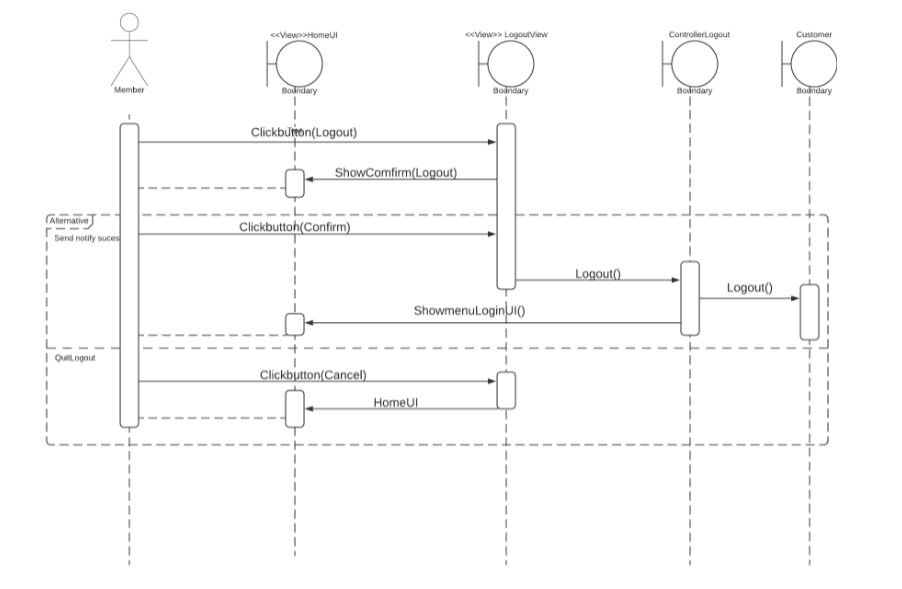 <<View>>HomeUI
<<View>> LogoutView
ControllerLogout
Customer
Member
Boundary
Boundary
Boundary
Boundary
Clickbutton(Logout)
ShowComfirm(Logout)
Alternative
Send notify suces
Clickbuttoh(Confirm)
Logout()
Logout()
ShowmenuLoginUI()
QuitLogout
Clickbutton(Cancel)
HomeUI